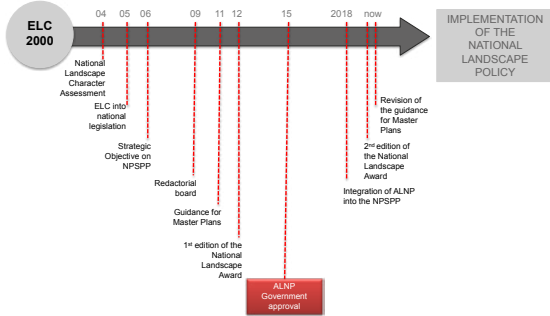 ELC
2000
04
05
06
09
11
12
15
2018
now
IMPLEMENTATION
OF THE
NATIONAL
LANDSCAPE
POLICY
National
Landscape
Character
Assessment
ELC into
national
legislation
Strategic
Objective on
NPSPP
Redactorial
board
Guidance for
Master Plans
1st edition of the
National
Landscape
Award
ALNP
Government
approval
Revision of
the guidance
for Master
Plans
2nd edition of
the National
Landscape
Award
Integration of ALNP
into the NPSPP